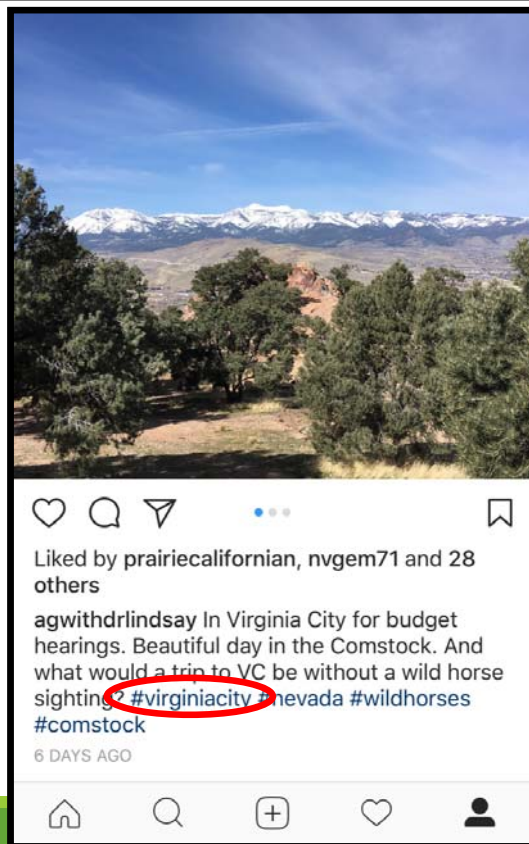 Liked by prairiecalifornian, nvgem71 and 28
others
agwithdrlindsay In Virginia City for budget
hearings. Beautiful day in the Comstock. And
what would a trip to VC be without a wild horse
sighting? #virginiacity #nevada #wildhorses
#comstock
6 DAYS AGO